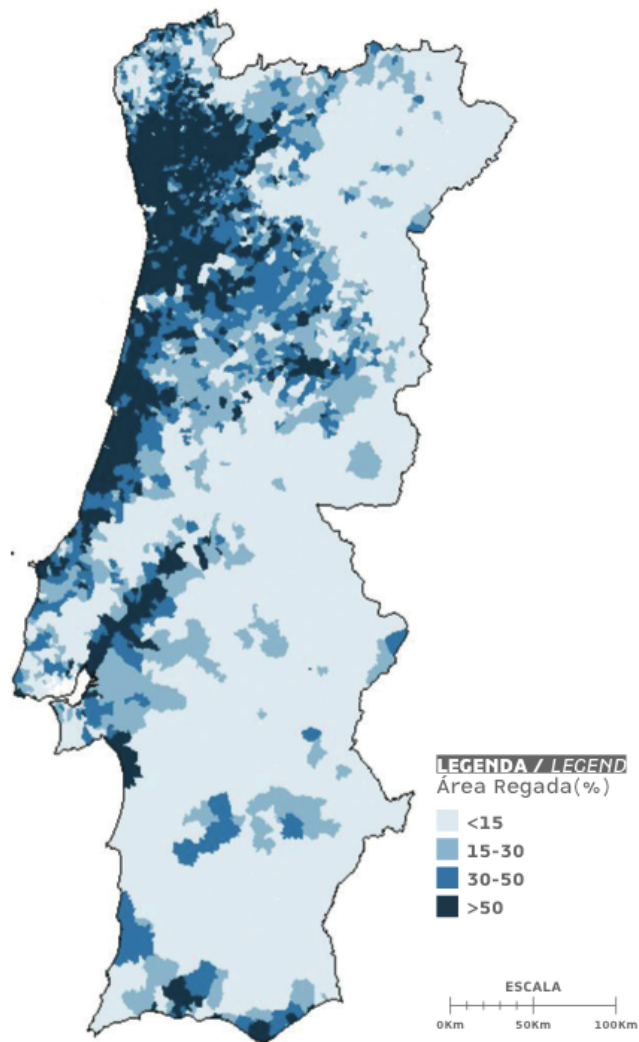 LEGENDA / LEGEND
Área Regada(%)
<15
15-30
30-50
>50
ESCALA
0Km 50Km 100Km